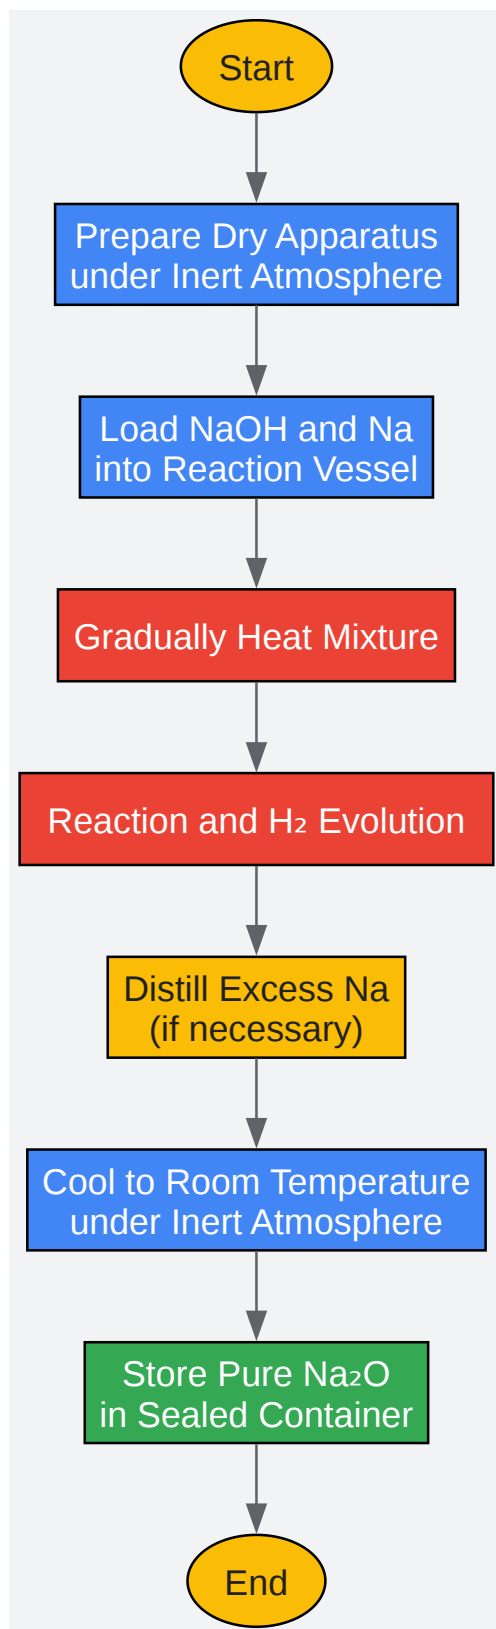 Start
Prepare Dry Apparatus
under Inert Atmosphere
Load NaOH and Na
into Reaction Vessel
Gradually Heat Mixture
Reaction and H₂ Evolution
Distill Excess Na
(if necessary)
Cool to Room Temperature
under Inert Atmosphere
Store Pure Na₂O
in Sealed Container
End